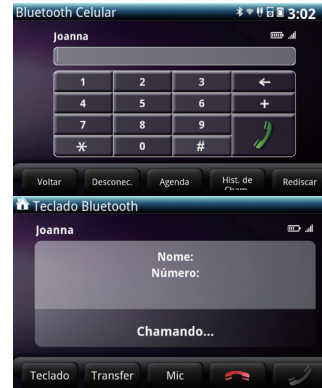 Bluetooth Celular 3:02
Joanna
1 2 3 ←
4 5 6 +
7 8 9
* 0 #
Voltar Desconec. Agenda Hist. de Cham. Rediscar
Teclado Bluetooth
Joanna
Nome:
Número:
Chamando...
Teclado Transfer Mic